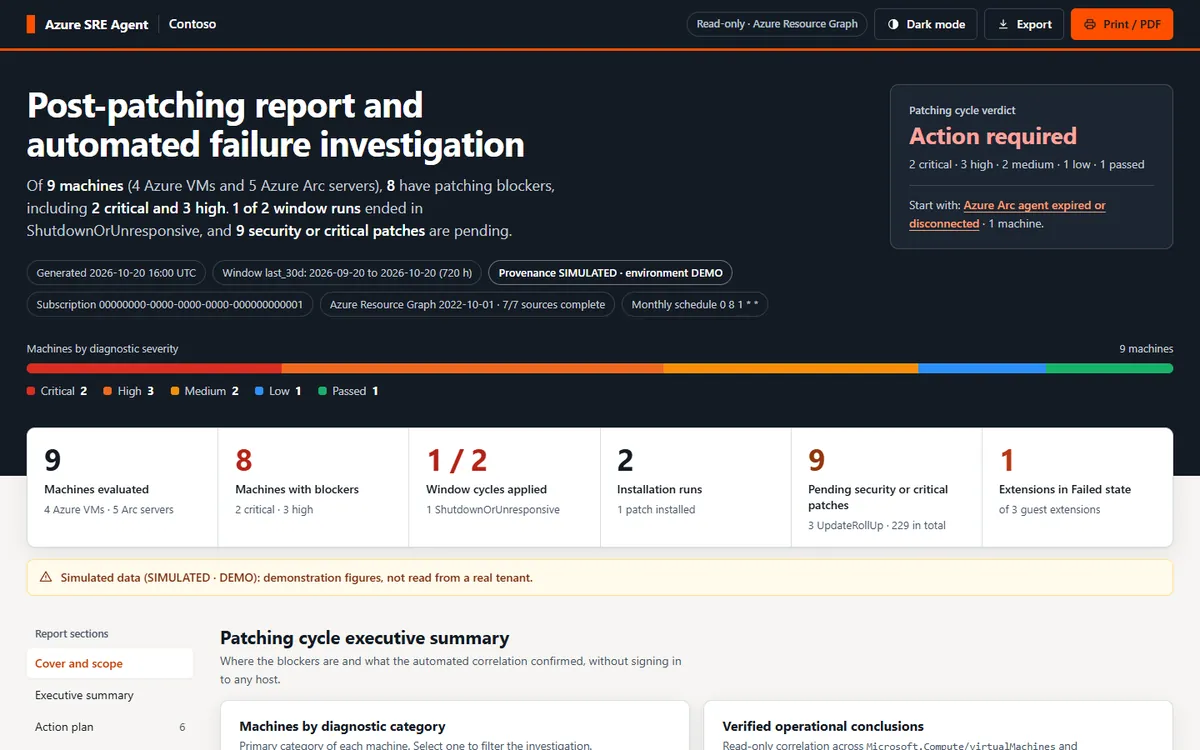 Azure SRE Agent
Contoso
Read-only · Azure Resource Graph
Dark mode
Export
Print / PDF
Post-patching report and
automated failure investigation
Of 9 machines (4 Azure VMs and 5 Azure Arc servers), 8 have patching blockers,
including 2 critical and 3 high. 1 of 2 window runs ended in
ShutdownOrUnresponsive, and 9 security or critical patches are pending.
Patching cycle verdict
Action required
2 critical · 3 high · 2 medium · 1 low · 1 passed
Start with: Azure Arc agent expired or
disconnected · 1 machine.
Generated 2026-10-20 16:00 UTC
Window last_30d: 2026-09-20 to 2026-10-20 (720 h)
Provenance SIMULATED · environment DEMO
Subscription 00000000-0000-0000-0000-000000000001
Azure Resource Graph 2022-10-01 · 7/7 sources complete
Monthly schedule 0 8 1 * *
Machines by diagnostic severity
9 machines
Critical 2
High 3
Medium 2
Low 1
Passed 1
9
Machines evaluated
4 Azure VMs · 5 Arc servers
8
Machines with blockers
2 critical · 3 high
1 / 2
Window cycles applied
1 ShutdownOrUnresponsive
2
Installation runs
1 patch installed
9
Pending security or critical
patches
3 UpdateRollUp · 229 in total
1
Extensions in Failed state
of 3 guest extensions
Simulated data (SIMULATED · DEMO): demonstration figures, not read from a real tenant.
Report sections
Cover and scope
Executive summary
Action plan 6
Patching cycle executive summary
Where the blockers are and what the automated correlation confirmed, without signing in
to any host.
Machines by diagnostic category
Primary category of each machine. Select one to filter the investigation.
Verified operational conclusions
Read-only correlation across Microsoft.Compute/virtualMachines and